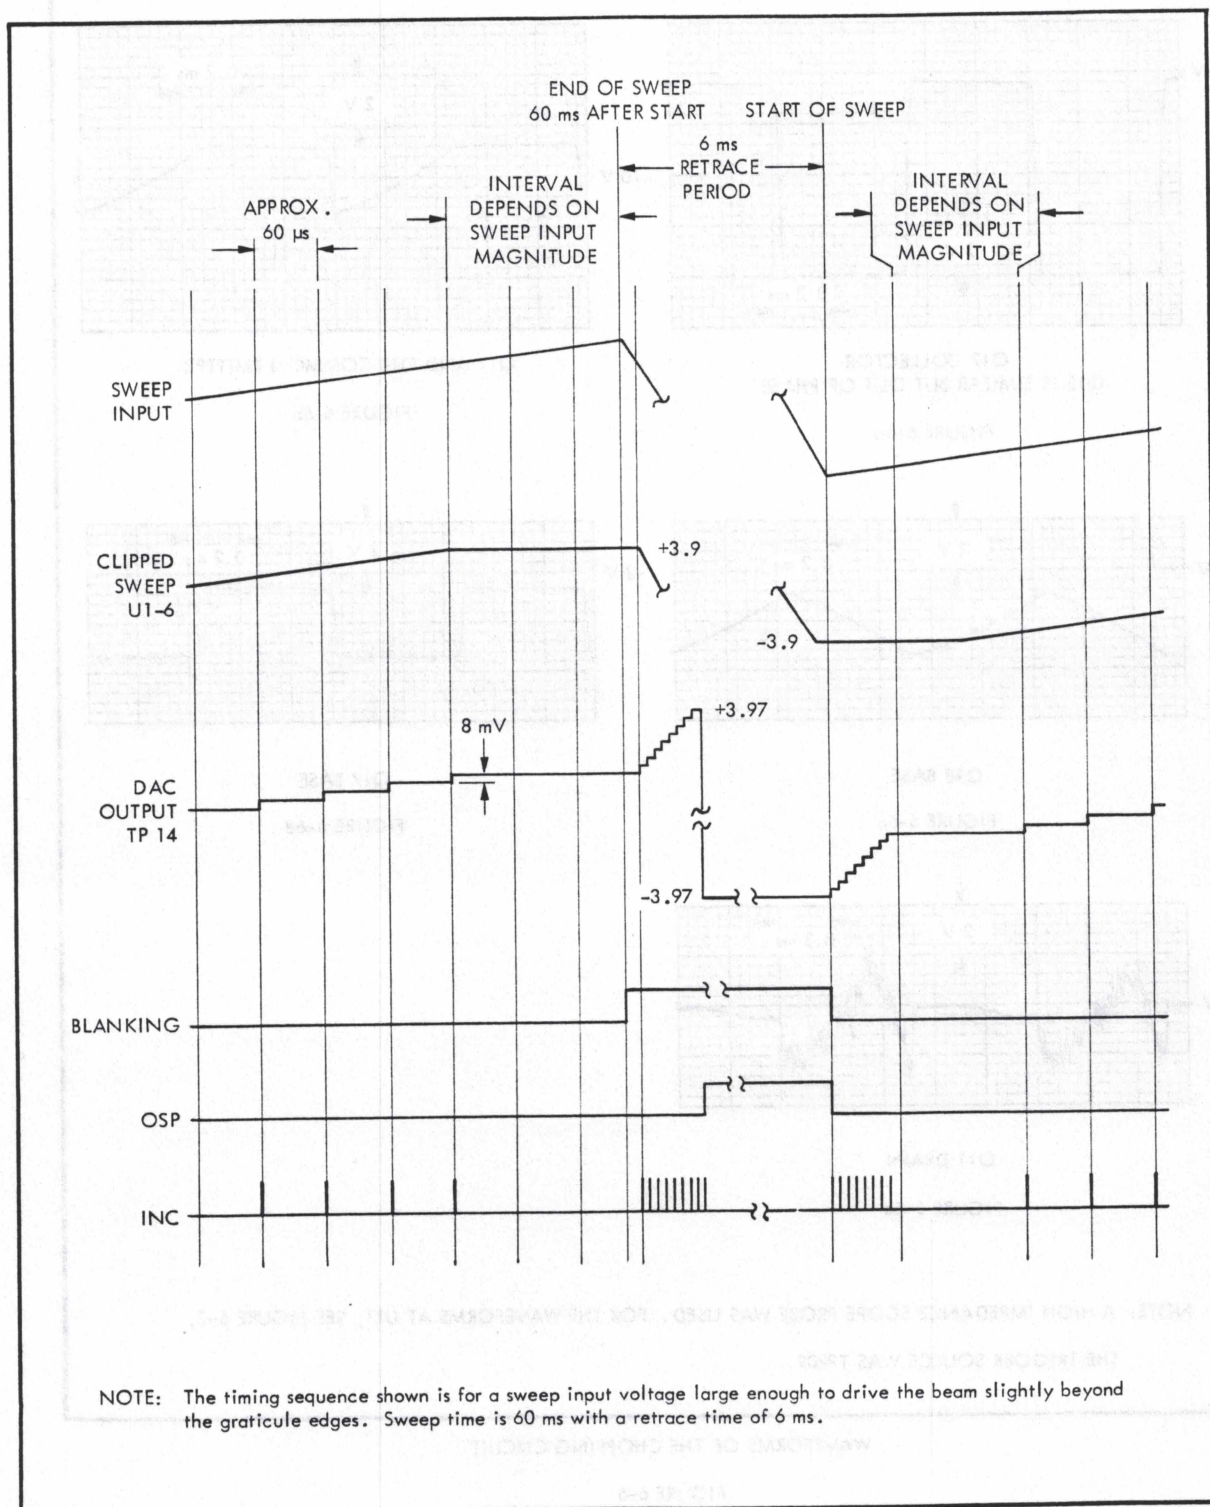 END OF SWEEP
60 ms AFTER START
START OF SWEEP
6 ms
RETRACE
PERIOD
INTERVAL
DEPENDS ON
SWEEP INPUT
MAGNITUDE
INTERVAL
DEPENDS ON
SWEEP INPUT
MAGNITUDE
APPROX.
60 µs
SWEEP
INPUT
CLIPPED
SWEEP
U1-6
+3.9
-3.9
+3.97
8 mV
DAC
OUTPUT
TP 14
-3.97
BLANKING
OSP
INC
NOTE: The timing sequence shown is for a sweep input voltage large enough to drive the beam slightly beyond
the graticule edges. Sweep time is 60 ms with a retrace time of 6 ms.